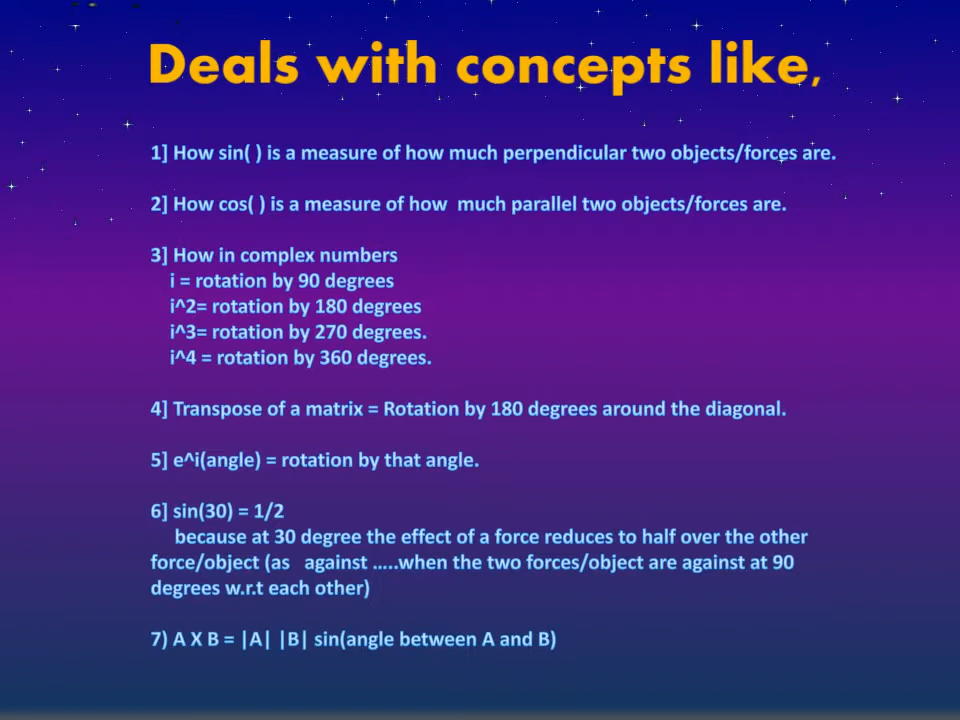 Deals with concepts like,
1] How sin( ) is a measure of how much perpendicular two objects/forces are.
2] How cos( ) is a measure of how  much parallel two objects/forces are.
3] How in complex numbers
i = rotation by 90 degrees
i^2= rotation by 180 degrees
i^3= rotation by 270 degrees.
i^4 = rotation by 360 degrees.
4] Transpose of a matrix = Rotation by 180 degrees around the diagonal.
5] e^i(angle) = rotation by that angle.
6] sin(30) = 1/2
because at 30 degree the effect of a force reduces to half over the other
force/object (as   against …..when the two forces/object are against at 90
degrees w.r.t each other)
7) A X B = |A| |B| sin(angle between A and B)